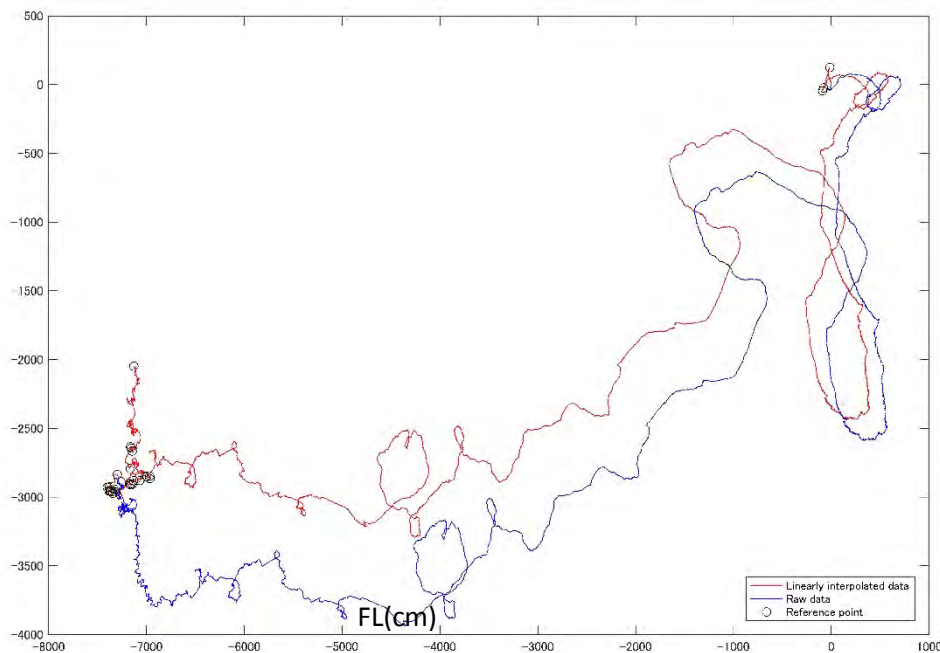 500
0
-500
-1000
-1500
-2000
-2500
-3000
-3500
-4000
-8000 -7000 -6000 -5000 -4000 -3000 -2000 -1000 0 1000
FL(cm)
Linearly interpolated data
Raw data
Reference point